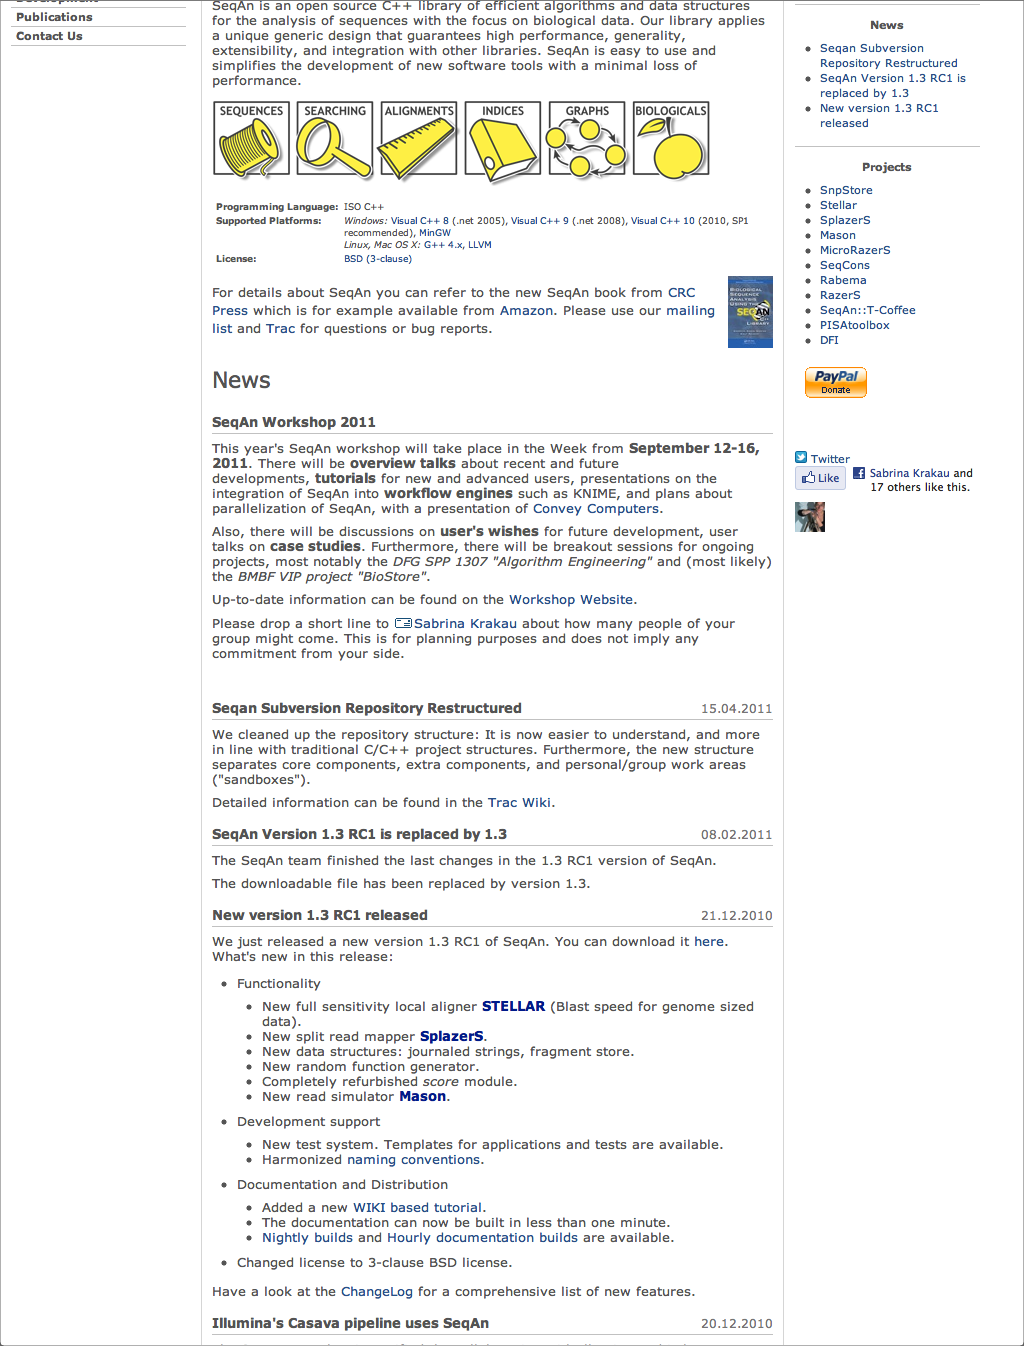 Publications
Contact Us
SeqAn is an open source C++ library of efficient algorithms and data structures
for the analysis of sequences with the focus on biological data. Our library applies
a unique generic design that guarantees high performance, generality,
extensibility, and integration with other libraries. SeqAn is easy to use and
simplifies the development of new software tools with a minimal loss of
performance.
SEQUENCES SEARCHING ALIGNMENTS INDICES GRAPHS BIOLOGICALS
Programming Language: ISO C++
Supported Platforms: Windows: Visual C++ 8 (.net 2005), Visual C++ 9 (.net 2008), Visual C++ 10 (2010, SP1
recommended), MinGW
Linux, Mac OS X: G++ 4.x, LLVM
License: BSD (3-clause)
For details about SeqAn you can refer to the new SeqAn book from CRC
Press which is for example available from Amazon. Please use our mailing
list and Trac for questions or bug reports.
BIOLOGICAL
SEQUENCE
ANALYSIS
USING THE
SEQAN
C++
LIBRARY
News
SeqAn Workshop 2011
This year's SeqAn workshop will take place in the Week from September 12-16,
2011. There will be overview talks about recent and future
developments, tutorials for new and advanced users, presentations on the
integration of SeqAn into workflow engines such as KNIME, and plans about
parallelization of SeqAn, with a presentation of Convey Computers.
Also, there will be discussions on user's wishes for future development, user
talks on case studies. Furthermore, there will be breakout sessions for ongoing
projects, most notably the DFG SPP 1307 "Algorithm Engineering" and (most likely)
the BMBF VIP project "BioStore".
Up-to-date information can be found on the Workshop Website.
Please drop a short line to Sabrina Krakau about how many people of your
group might come. This is for planning purposes and does not imply any
commitment from your side.
Seqan Subversion Repository Restructured 15.04.2011
We cleaned up the repository structure: It is now easier to understand, and more
in line with traditional C/C++ project structures. Furthermore, the new structure
separates core components, extra components, and personal/group work areas
("sandboxes").
Detailed information can be found in the Trac Wiki.
SeqAn Version 1.3 RC1 is replaced by 1.3 08.02.2011
The SeqAn team finished the last changes in the 1.3 RC1 version of SeqAn.
The downloadable file has been replaced by version 1.3.
New version 1.3 RC1 released 21.12.2010
We just released a new version 1.3 RC1 of SeqAn. You can download it here.
What's new in this release:
Functionality
New full sensitivity local aligner STELLAR (Blast speed for genome sized
data).
New split read mapper SplazerS.
New data structures: journaled strings, fragment store.
New random function generator.
Completely refurbished score module.
New read simulator Mason.
Development support
New test system. Templates for applications and tests are available.
Harmonized naming conventions.
Documentation and Distribution
Added a new WIKI based tutorial.
The documentation can now be built in less than one minute.
Nightly builds and Hourly documentation builds are available.
Changed license to 3-clause BSD license.
Have a look at the ChangeLog for a comprehensive list of new features.
Illumina's Casava pipeline uses SeqAn 20.12.2010
News
Seqan Subversion
Repository Restructured
SeqAn Version 1.3 RC1 is
replaced by 1.3
New version 1.3 RC1
released
Projects
SnpStore
Stellar
SplazerS
Mason
MicroRazerS
SeqCons
Rabema
RazerS
SeqAn::T-Coffee
PISAtoolbox
DFI
PayPal
Donate
Twitter
Like Sabrina Krakau and
17 others like this.